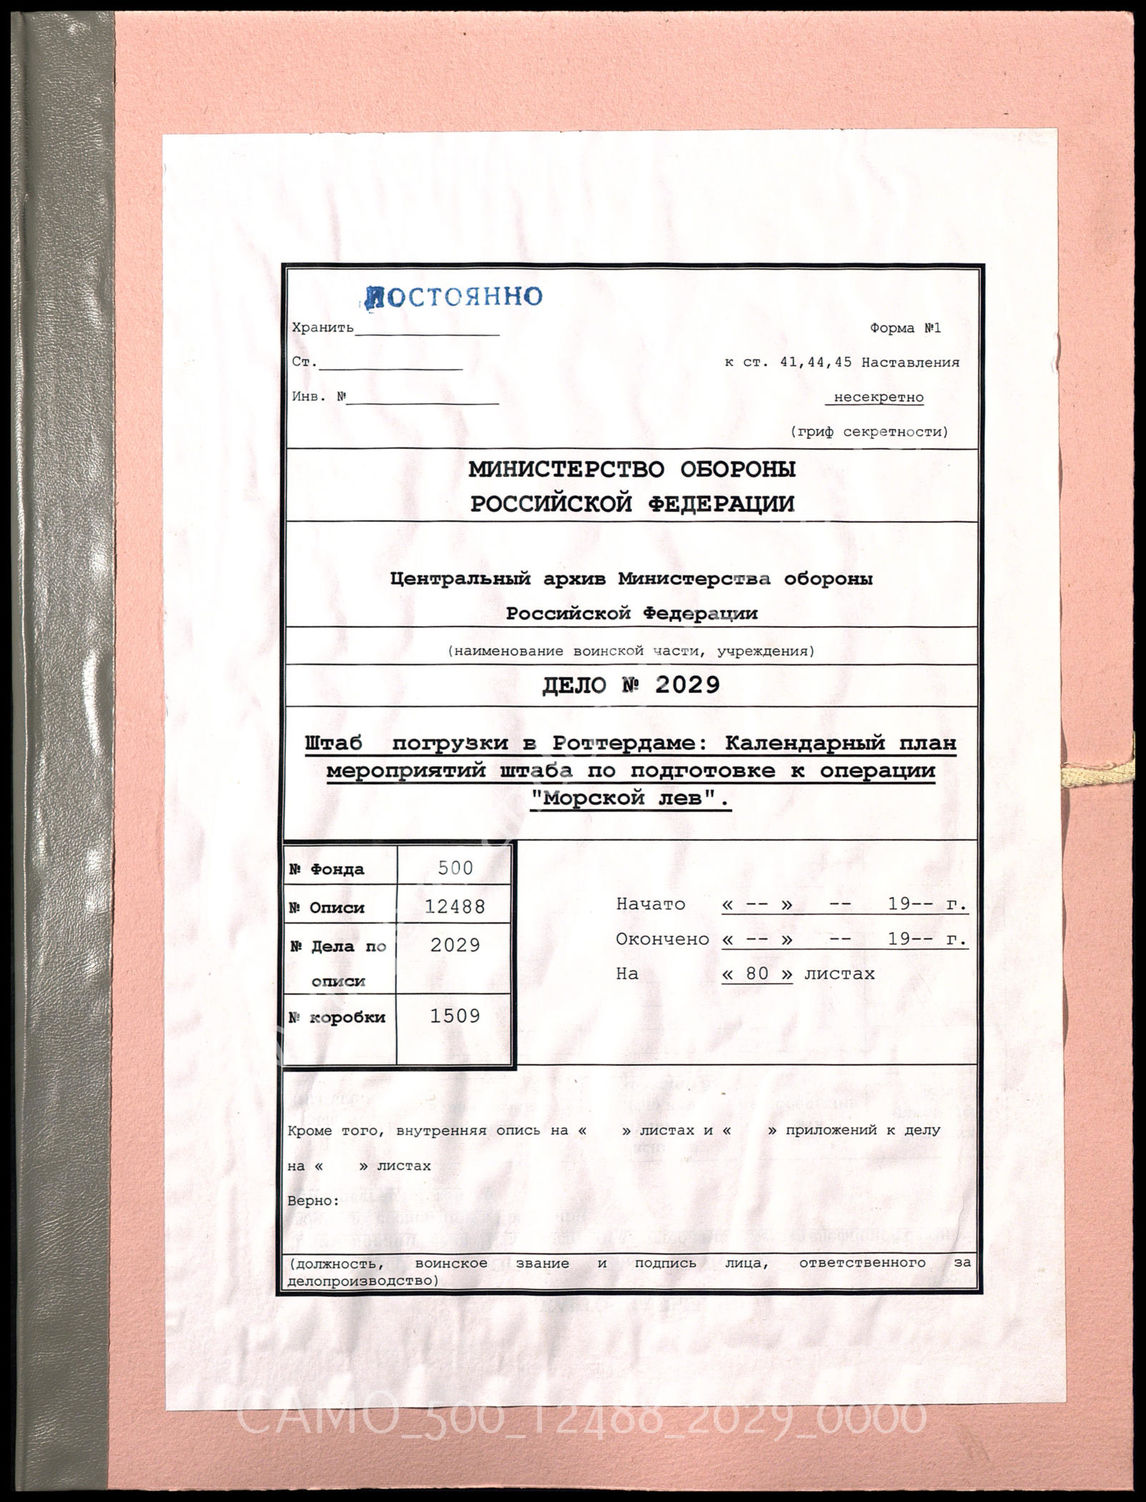 ПОСТОЯННО
Хранить
Форма №1
Ст.
к ст. 41,44,45 Наставления
Инв. №
несекретно
(гриф секретности)
МИНИСТЕРСТВО ОБОРОНЫ
РОССИЙСКОЙ ФЕДЕРАЦИИ
Центральный архив Министерства обороны
Российской Федерации
(наименование воинской части, учреждения)
ДЕЛО № 2029
Штаб погрузки в Роттердаме: Календарный план
мероприятий штаба по подготовке к операции
"Морской лев".
№ Фонда 500
№ Описи 12488
№ Дела по 2029
описи
№ коробки 1509
Начато « -- » -- 19-- г.
Окончено « -- » -- 19-- г.
На « 80 » листах
Кроме того, внутренняя опись на « » листах и « » приложений к делу
на « » листах
Верно:
(должность, воинское звание и подпись лица, ответственного за
делопроизводство)
CAMO_500_12488_2029_0000